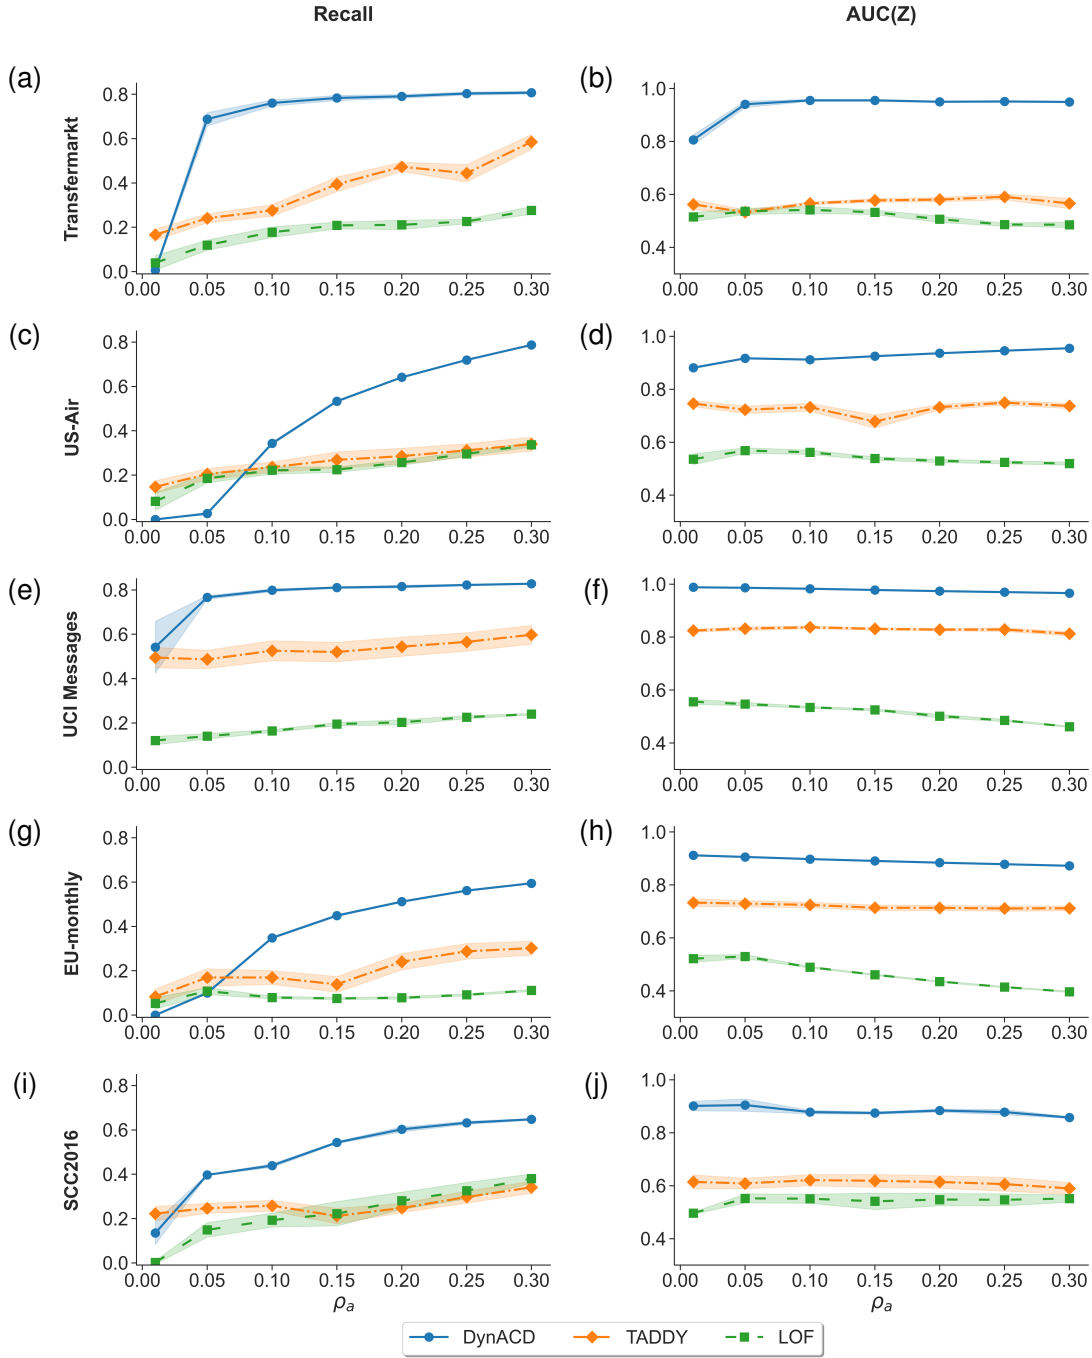 Recall AUC(Z)
(a) (b)
Transfermarkt
0.8 0.6 0.4 0.2 0.0
0.00 0.05 0.10 0.15 0.20 0.25 0.30
1.0 0.8 0.6 0.4
0.00 0.05 0.10 0.15 0.20 0.25 0.30
(c) (d)
US-Air
0.8 0.6 0.4 0.2 0.0
0.00 0.05 0.10 0.15 0.20 0.25 0.30
1.0 0.8 0.6 0.4
0.00 0.05 0.10 0.15 0.20 0.25 0.30
(e) (f)
UCI Messages
0.8 0.6 0.4 0.2 0.0
0.00 0.05 0.10 0.15 0.20 0.25 0.30
1.0 0.8 0.6 0.4
0.00 0.05 0.10 0.15 0.20 0.25 0.30
(g) (h)
EU-monthly
0.8 0.6 0.4 0.2 0.0
0.00 0.05 0.10 0.15 0.20 0.25 0.30
1.0 0.8 0.6 0.4
0.00 0.05 0.10 0.15 0.20 0.25 0.30
(i) (j)
SCC2016
0.8 0.6 0.4 0.2 0.0
0.00 0.05 0.10 0.15 0.20 0.25 0.30
1.0 0.8 0.6 0.4
0.00 0.05 0.10 0.15 0.20 0.25 0.30
ρₐ ρₐ
DynACD TADDY LOF